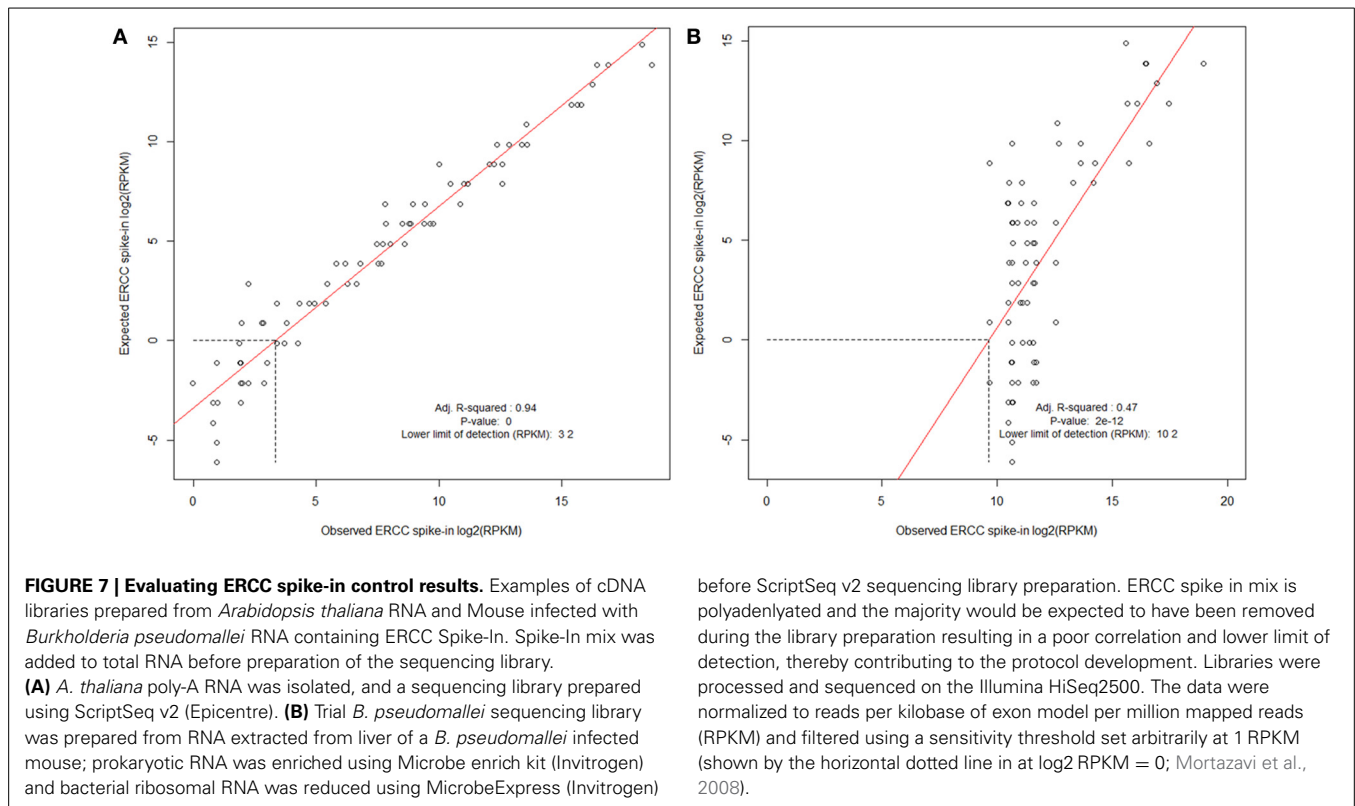 A
15
10
5
0
-5
Expected ERCC spike-in log2(RPKM)
Adj. R-squared : 0.94
P-value: 0
Lower limit of detection (RPKM): 3 2
0
5
10
15
Observed ERCC spike-in log2(RPKM)
B
15
10
5
0
-5
Expected ERCC spike-in log2(RPKM)
Adj. R-squared : 0.47
P-value: 2e-12
Lower limit of detection (RPKM): 10 2
0
5
10
15
20
Observed ERCC spike-in log2(RPKM)
FIGURE 7 | Evaluating ERCC spike-in control results. Examples of cDNA
libraries prepared from Arabidopsis thaliana RNA and Mouse infected with
Burkholderia pseudomallei RNA containing ERCC Spike-In. Spike-In mix was
added to total RNA before preparation of the sequencing library.
(A) A. thaliana poly-A RNA was isolated, and a sequencing library prepared
using ScriptSeq v2 (Epicentre). (B) Trial B. pseudomallei sequencing library
was prepared from RNA extracted from liver of a B. pseudomallei infected
mouse; prokaryotic RNA was enriched using Microbe enrich kit (Invitrogen)
and bacterial ribosomal RNA was reduced using MicrobeExpress (Invitrogen)
before ScriptSeq v2 sequencing library preparation. ERCC spike in mix is
polyadenlyated and the majority would be expected to have been removed
during the library preparation resulting in a poor correlation and lower limit of
detection, thereby contributing to the protocol development. Libraries were
processed and sequenced on the Illumina HiSeq2500. The data were
normalized to reads per kilobase of exon model per million mapped reads
(RPKM) and filtered using a sensitivity threshold set arbitrarily at 1 RPKM
(shown by the horizontal dotted line in at log2 RPKM = 0; Mortazavi et al.,
2008).